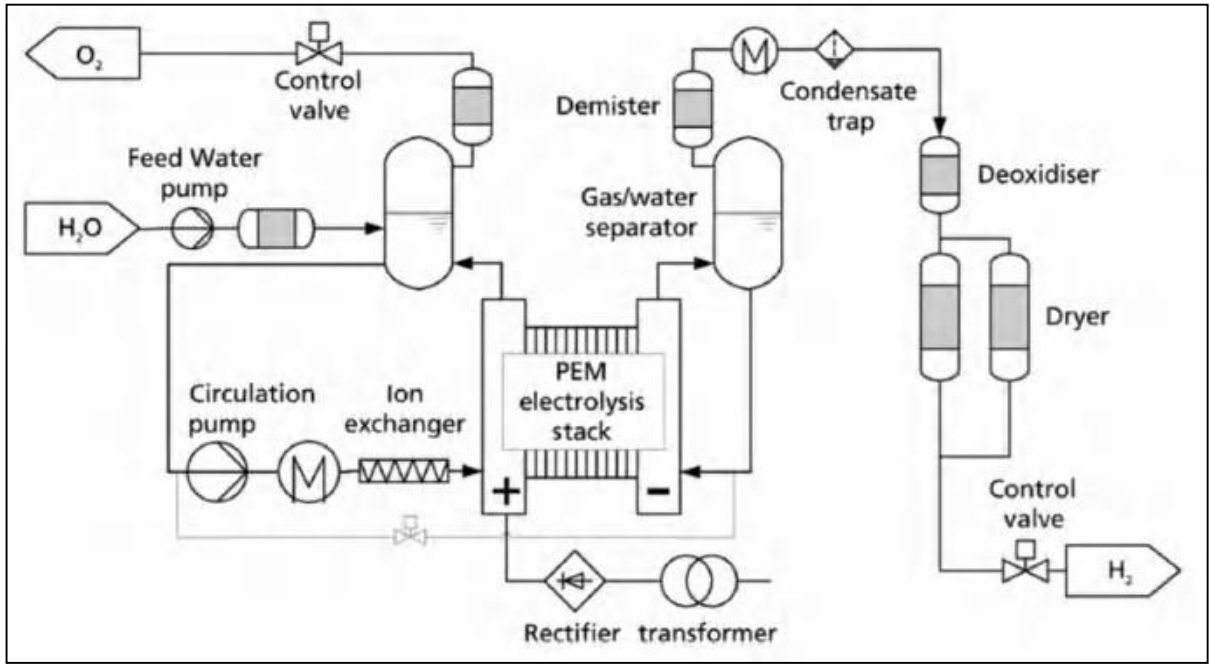 O₂
Control
valve
Demister
Condensate
trap
Feed Water
pump
H₂O
Gas/water
separator
Deoxidiser
Dryer
Circulation
pump
Ion
exchanger
PEM
electrolysis
stack
+
-
Control
valve
H₂
Rectifier
transformer
M
M